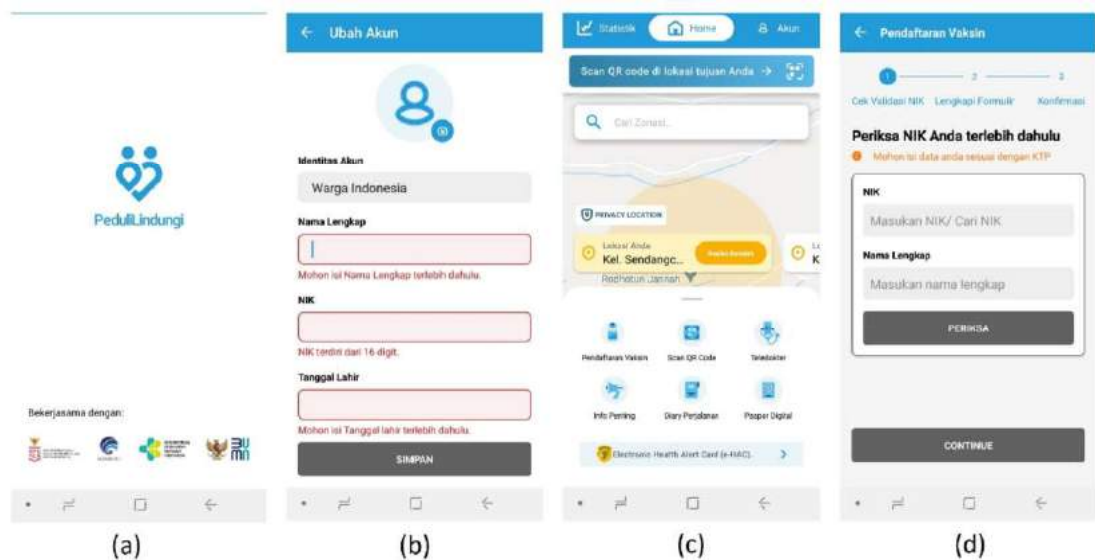 PeduliLindungi
Bekerjasama dengan:
BUMN
(a)
Ubah Akun
Identitas Akun
Warga Indonesia
Nama Lengkap
Mohon isi Nama Lengkap terlebih dahulu.
NIK
NIK terdiri dari 16 digit.
Tanggal Lahir
Mohon isi Tanggal lahir terlebih dahulu.
SIMPAN
(b)
Statistik Home Akun
Scan QR code di lokasi tujuan Anda
Cari Zonasi...
PRIVACY LOCATION
Lokasi Anda
Kel. Sendangc...
Lo
K
Rodhotun Jannah
Pendaftaran Vaksin Scan QR Code Teledokter
Info Penting Diary Perjalanan Paspor Digital
Electronic Health Alert Card (e-HAC).
(c)
Pendaftaran Vaksin
1 2 3
Cek Validasi NIK Lengkapi Formulir Konfirmasi
Periksa NIK Anda terlebih dahulu
Mohon isi data anda sesuai dengan KTP
NIK
Masukan NIK/ Cari NIK
Nama Lengkap
Masukan nama lengkap
PERIKSA
CONTINUE
(d)